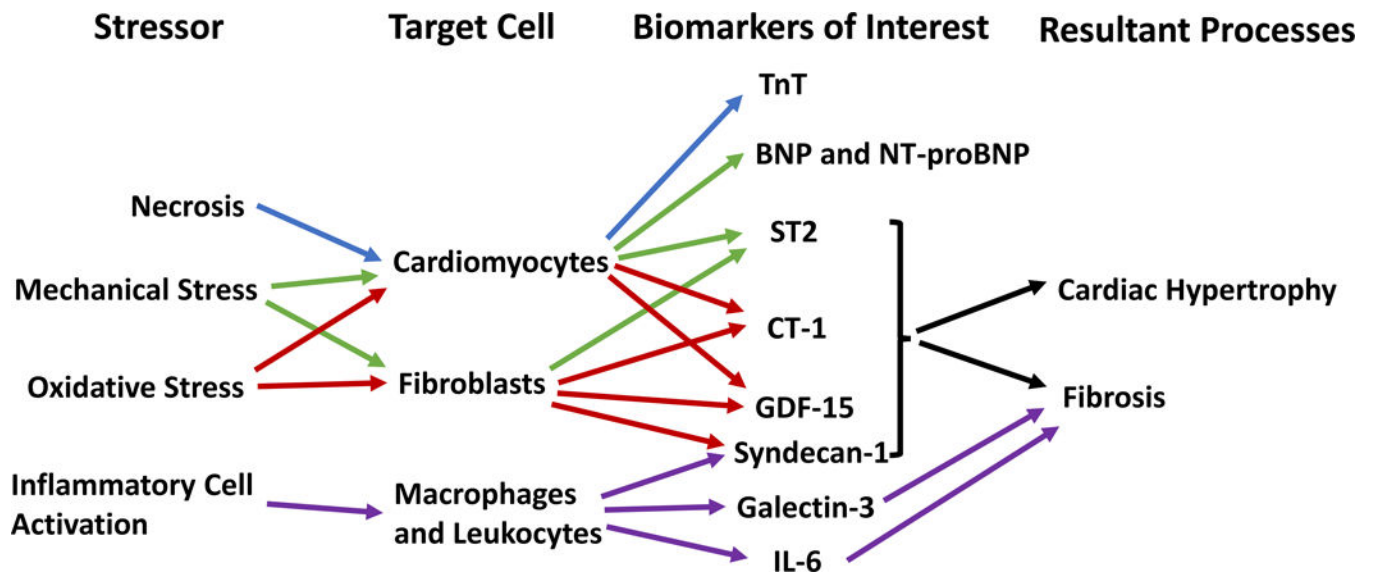 Stressor
Target Cell
Biomarkers of Interest
Resultant Processes
Necrosis
Mechanical Stress
Oxidative Stress
Inflammatory Cell
Activation
Cardiomyocytes
Fibroblasts
Macrophages
and Leukocytes
TnT
BNP and NT-proBNP
ST2
CT-1
GDF-15
Syndecan-1
Galectin-3
IL-6
Cardiac Hypertrophy
Fibrosis